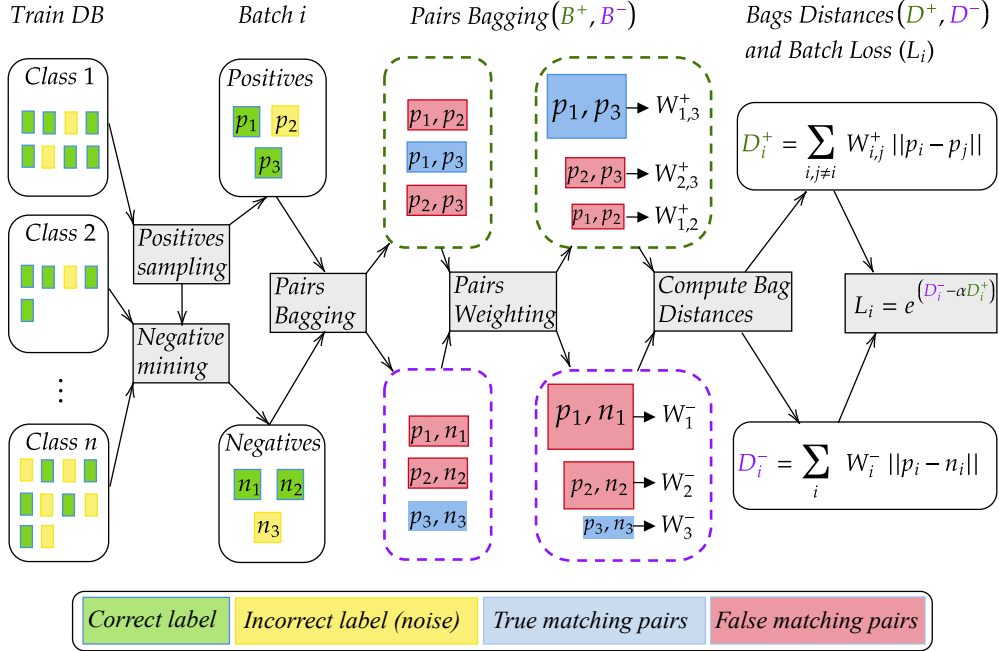 Train DB
Batch i
Pairs Bagging (B⁺, B⁻)
Bags Distances (D⁺, D⁻)
and Batch Loss (Lᵢ)
Class 1
Class 2
⋮
Class n
Positives
p₁ p₂
p₃
Positives
sampling
Negative
mining
Negatives
n₁ n₂
n₃
Pairs
Bagging
p₁, p₂
p₁, p₃
p₂, p₃
p₁, n₁
p₂, n₂
p₃, n₃
Pairs
Weighting
p₁, p₃ W⁺₁,₃
p₂, p₃ W⁺₂,₃
p₁, p₂ W⁺₁,₂
p₁, n₁ W⁻₁
p₂, n₂ W⁻₂
p₃, n₃ W⁻₃
Compute Bag
Distances
D⁺ᵢ = ∑_{i,j≠i} W⁺ᵢ,ⱼ ||pᵢ − pⱼ||
D⁻ᵢ = ∑_{i} W⁻ᵢ ||pᵢ − nᵢ||
Lᵢ = e^(D⁻ᵢ−αD⁺ᵢ)
Correct label
Incorrect label (noise)
True matching pairs
False matching pairs